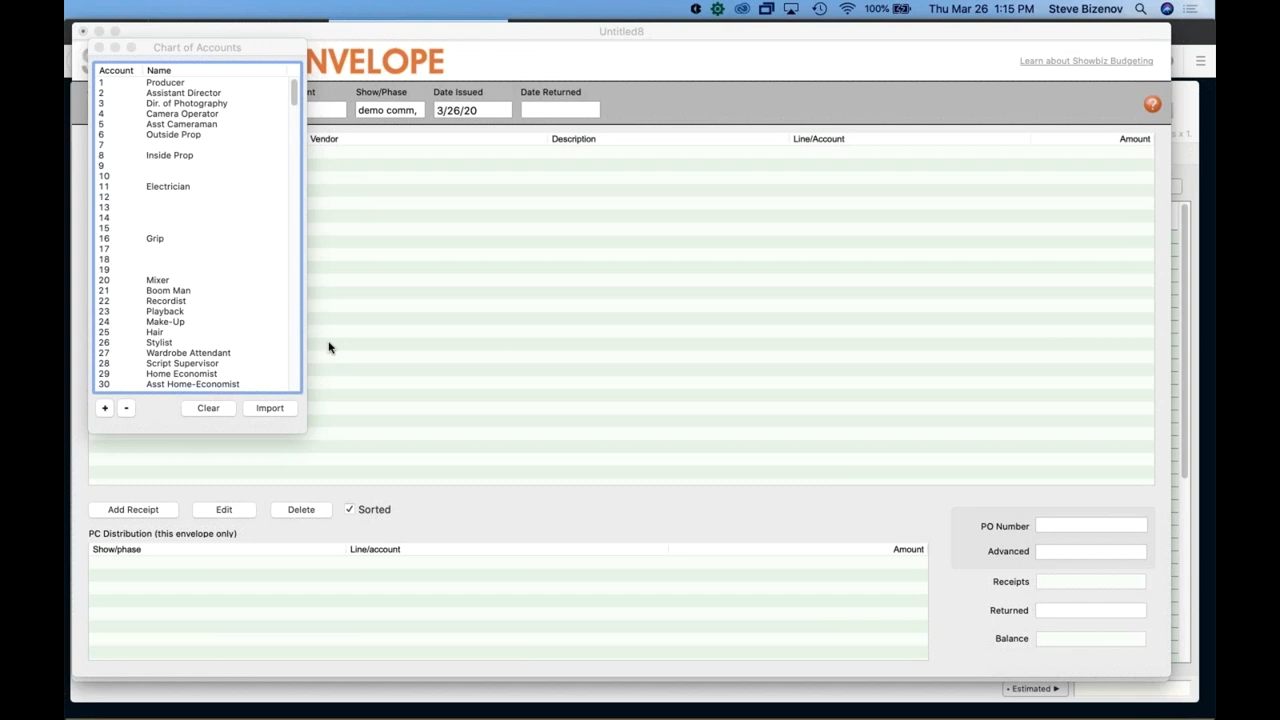 100% Thu Mar 26 1:15 PM Steve Bizenov
Untitled8
Chart of Accounts
NVELOPE
Learn about Showbiz Budgeting
Account Name
1 Producer
2 Assistant Director
3 Dir. of Photography
4 Camera Operator
5 Asst Cameraman
6 Outside Prop
7
8 Inside Prop
9
10
11 Electrician
12
13
14
15
16 Grip
17
18
19
20 Mixer
21 Boom Man
22 Recordist
23 Playback
24 Make-Up
25 Hair
26 Stylist
27 Wardrobe Attendant
28 Script Supervisor
29 Home Economist
30 Asst Home-Economist
+ - Clear Import
nt Show/Phase Date Issued Date Returned
demo comm, 3/26/20 ?
s x 1.
Vendor Description Line/Account Amount
Add Receipt Edit Delete Sorted
PC Distribution (this envelope only)
Show/phase Line/account Amount
PO Number
Advanced
Receipts
Returned
Balance
• Estimated ▶